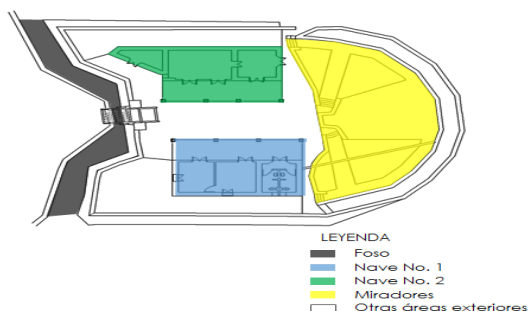 LEYENDA
Foso
Nave No. 1
Nave No. 2
Miradores
Otras áreas exteriores